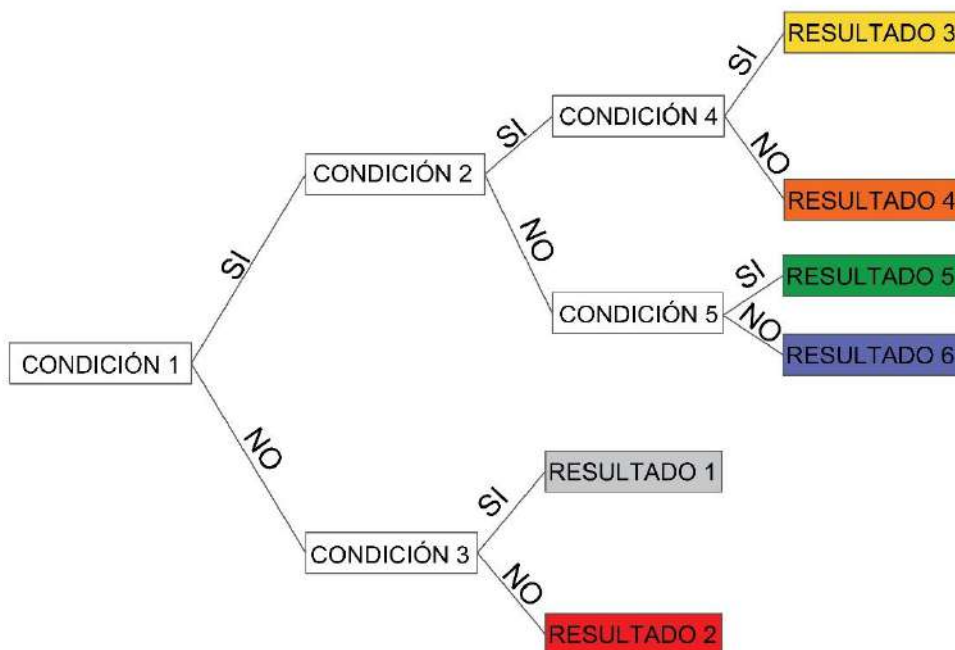 RESULTADO 3
SI
CONDICIÓN 4
SI
NO
CONDICIÓN 2
RESULTADO 4
NO
SI
RESULTADO 5
SI
CONDICIÓN 5
NO
RESULTADO 6
CONDICIÓN 1
NO
RESULTADO 1
SI
CONDICIÓN 3
NO
RESULTADO 2